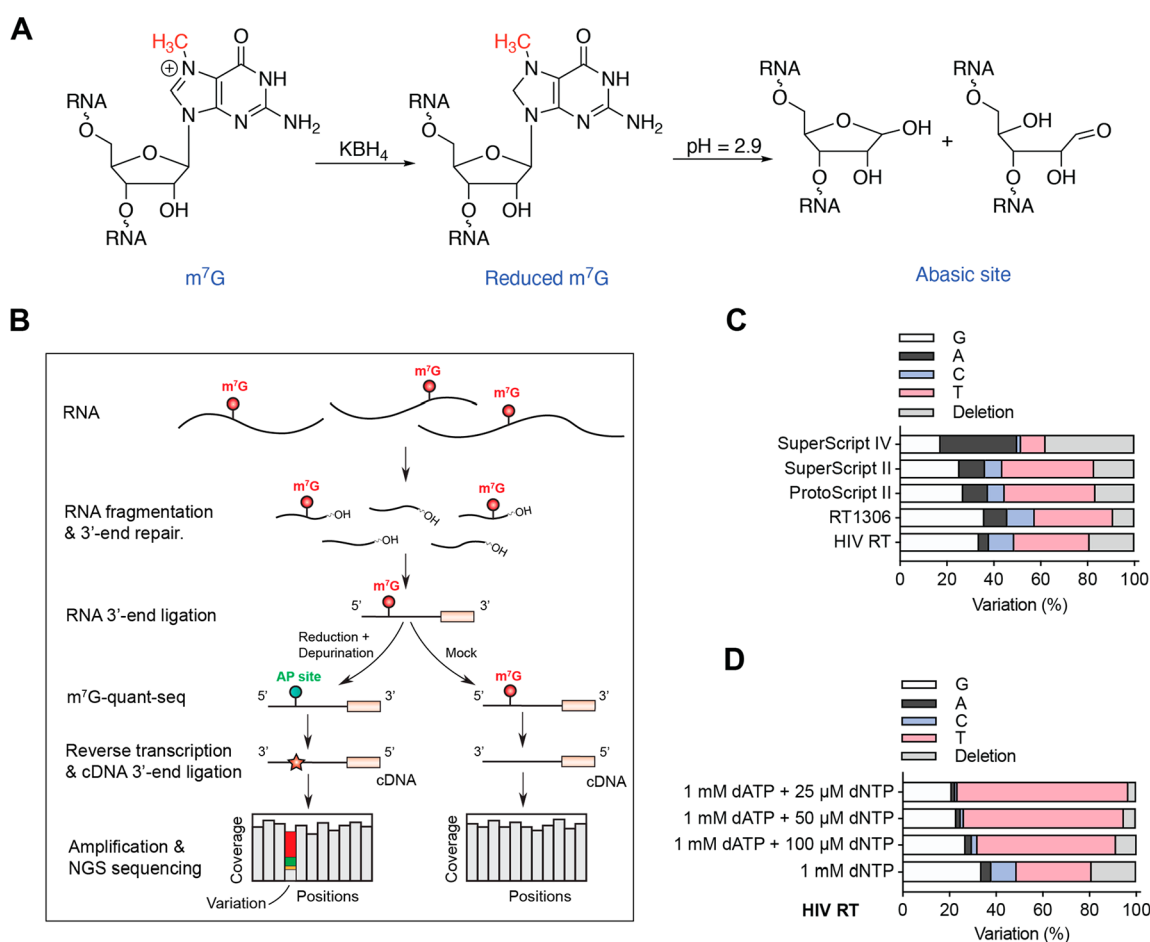 A
H₃C
O
N
⊕
NH
RNA
N
N
NH₂
O
O
O
OH
RNA
m⁷G
KBH₄
H₃C
O
N
NH
RNA
N
N
NH₂
O
O
O
OH
RNA
Reduced m⁷G
pH = 2.9
RNA
O
O
OH
O
OH
RNA
+
RNA
O
OH
O
O
OH
RNA
Abasic site
B
RNA
m⁷G
m⁷G
m⁷G
RNA fragmentation
& 3'-end repair.
m⁷G
OH
OH
m⁷G
OH
OH
OH
RNA 3'-end ligation
m⁷G
5'
3'
Reduction +
Depurination
Mock
m⁷G-quant-seq
AP site
5'
3'
m⁷G
5'
3'
Reverse transcription
& cDNA 3'-end ligation
3'
5'
cDNA
3'
5'
cDNA
Amplification &
NGS sequencing
Coverage
Variation
Positions
Coverage
Positions
C
G
A
C
T
Deletion
SuperScript IV
SuperScript II
ProtoScript II
RT1306
HIV RT
0 20 40 60 80 100
Variation (%)
D
G
A
C
T
Deletion
1 mM dATP + 25 µM dNTP
1 mM dATP + 50 µM dNTP
1 mM dATP + 100 µM dNTP
1 mM dNTP
HIV RT
0 20 40 60 80 100
Variation (%)